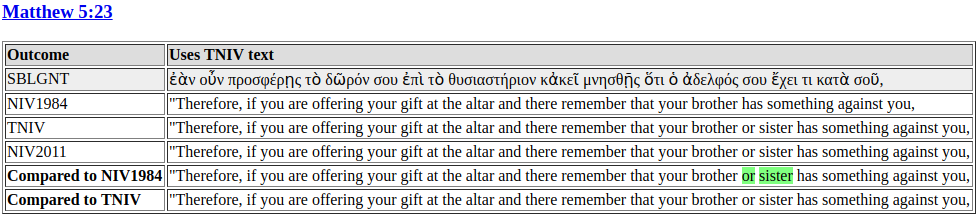 Matthew 5:23
Outcome Uses TNIV text
SBLGNT ἐὰν οὖν προσφέρῃς τὸ δῶρόν σου ἐπὶ τὸ θυσιαστήριον κἀκεῖ μνησθῇς ὅτι ὁ ἀδελφός σου ἔχει τι κατὰ σοῦ,
NIV1984 "Therefore, if you are offering your gift at the altar and there remember that your brother has something against you,
TNIV "Therefore, if you are offering your gift at the altar and there remember that your brother or sister has something against you,
NIV2011 "Therefore, if you are offering your gift at the altar and there remember that your brother or sister has something against you,
Compared to NIV1984 "Therefore, if you are offering your gift at the altar and there remember that your brother or sister has something against you,
Compared to TNIV "Therefore, if you are offering your gift at the altar and there remember that your brother or sister has something against you,